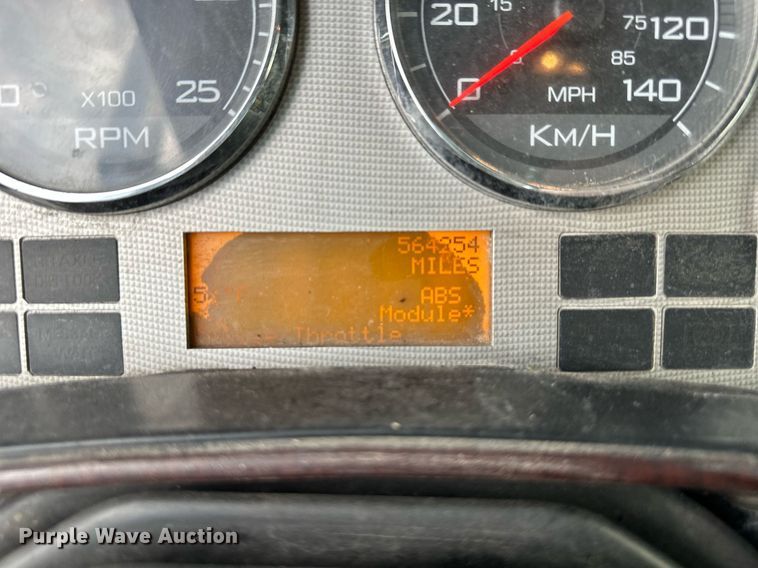 20 15 75 120
0 85
X100 25 MPH 140
RPM Km/H
564254
MILES
ABS
Module*
Throttle
Purple Wave Auction